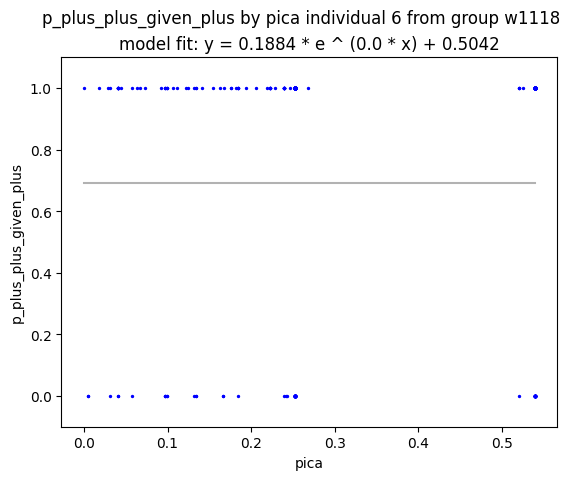 p_plus_plus_given_plus by pica individual 6 from group w1118
model fit: y = 0.1884 * e ^ (0.0 * x) + 0.5042
1.0
0.8
0.6
0.4
0.2
0.0
p_plus_plus_given_plus
0.0 0.1 0.2 0.3 0.4 0.5
pica